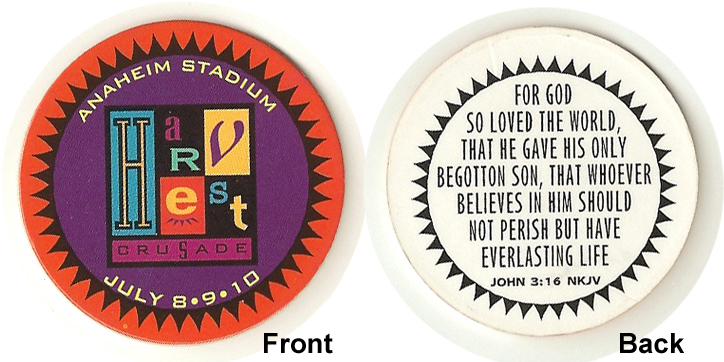 ANAHEIM STADIUM
HaRVest
CRUSADE
JULY 8•9•10
Front
FOR GOD
SO LOVED THE WORLD,
THAT HE GAVE HIS ONLY
BEGOTTON SON, THAT WHOEVER
BELIEVES IN HIM SHOULD
NOT PERISH BUT HAVE
EVERLASTING LIFE
JOHN 3:16 NKJV
Back